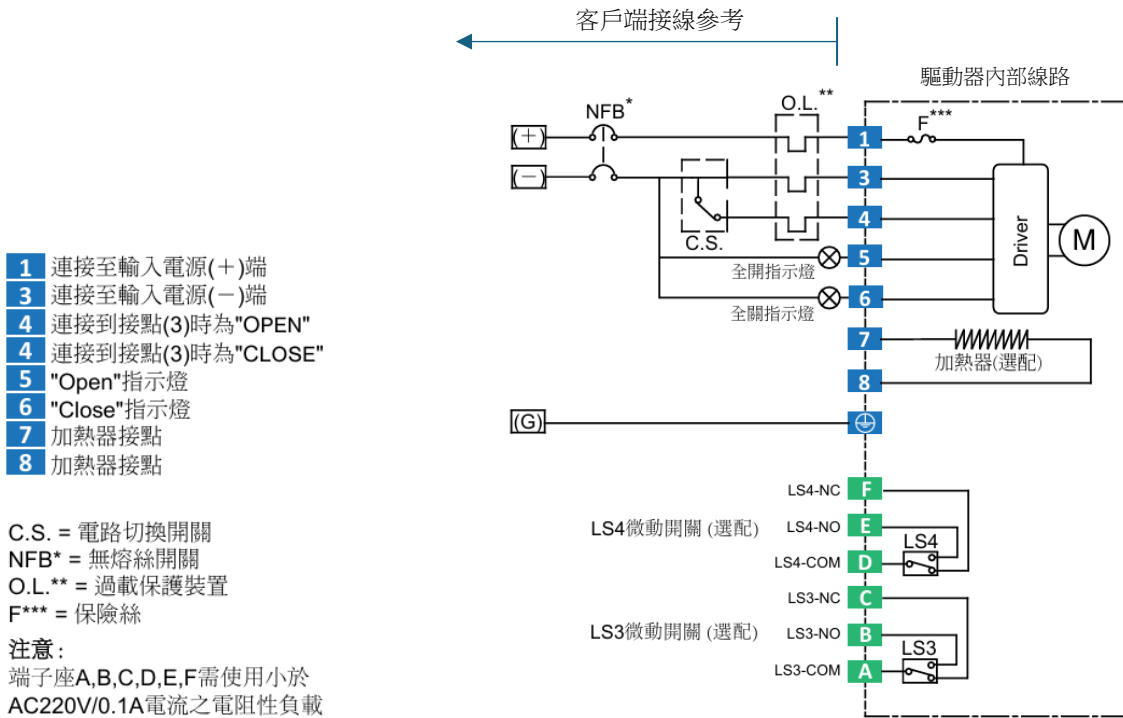 客戶端接線參考
驅動器內部線路
NFB*
O.L.**
F***
(+)
(-)
C.S.
1
3
4
5
6
7
8
Driver
M
全開指示燈
全關指示燈
加熱器(選配)
(G)
1 連接至輸入電源(+)端
3 連接至輸入電源(-)端
4 連接到接點(3)時為"OPEN"
4 連接到接點(3)時為"CLOSE"
5 "Open"指示燈
6 "Close"指示燈
7 加熱器接點
8 加熱器接點
LS4-NC F
LS4微動開關 (選配) LS4-NO E
LS4
LS4-COM D
LS3-NC C
LS3微動開關 (選配) LS3-NO B
LS3
LS3-COM A
C.S. = 電路切換開關
NFB* = 無熔絲開關
O.L.** = 過載保護裝置
F*** = 保險絲
注意:
端子座A,B,C,D,E,F需使用小於
AC220V/0.1A電流之電阻性負載